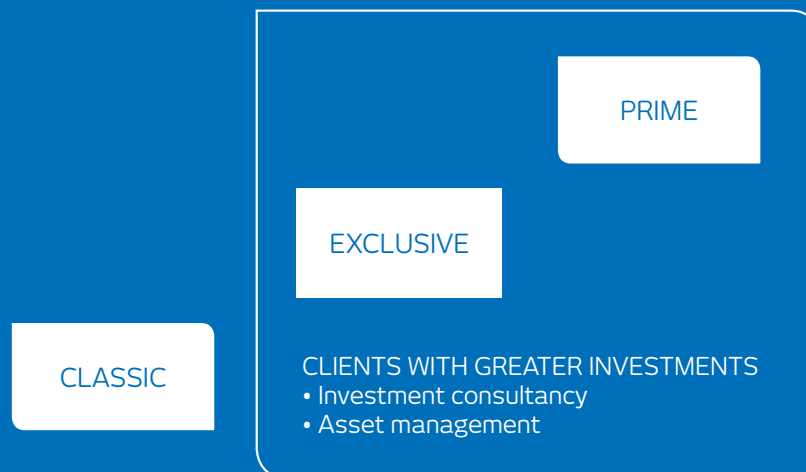 PRIME
EXCLUSIVE
CLASSIC
CLIENTS WITH GREATER INVESTMENTS
• Investment consultancy
• Asset management